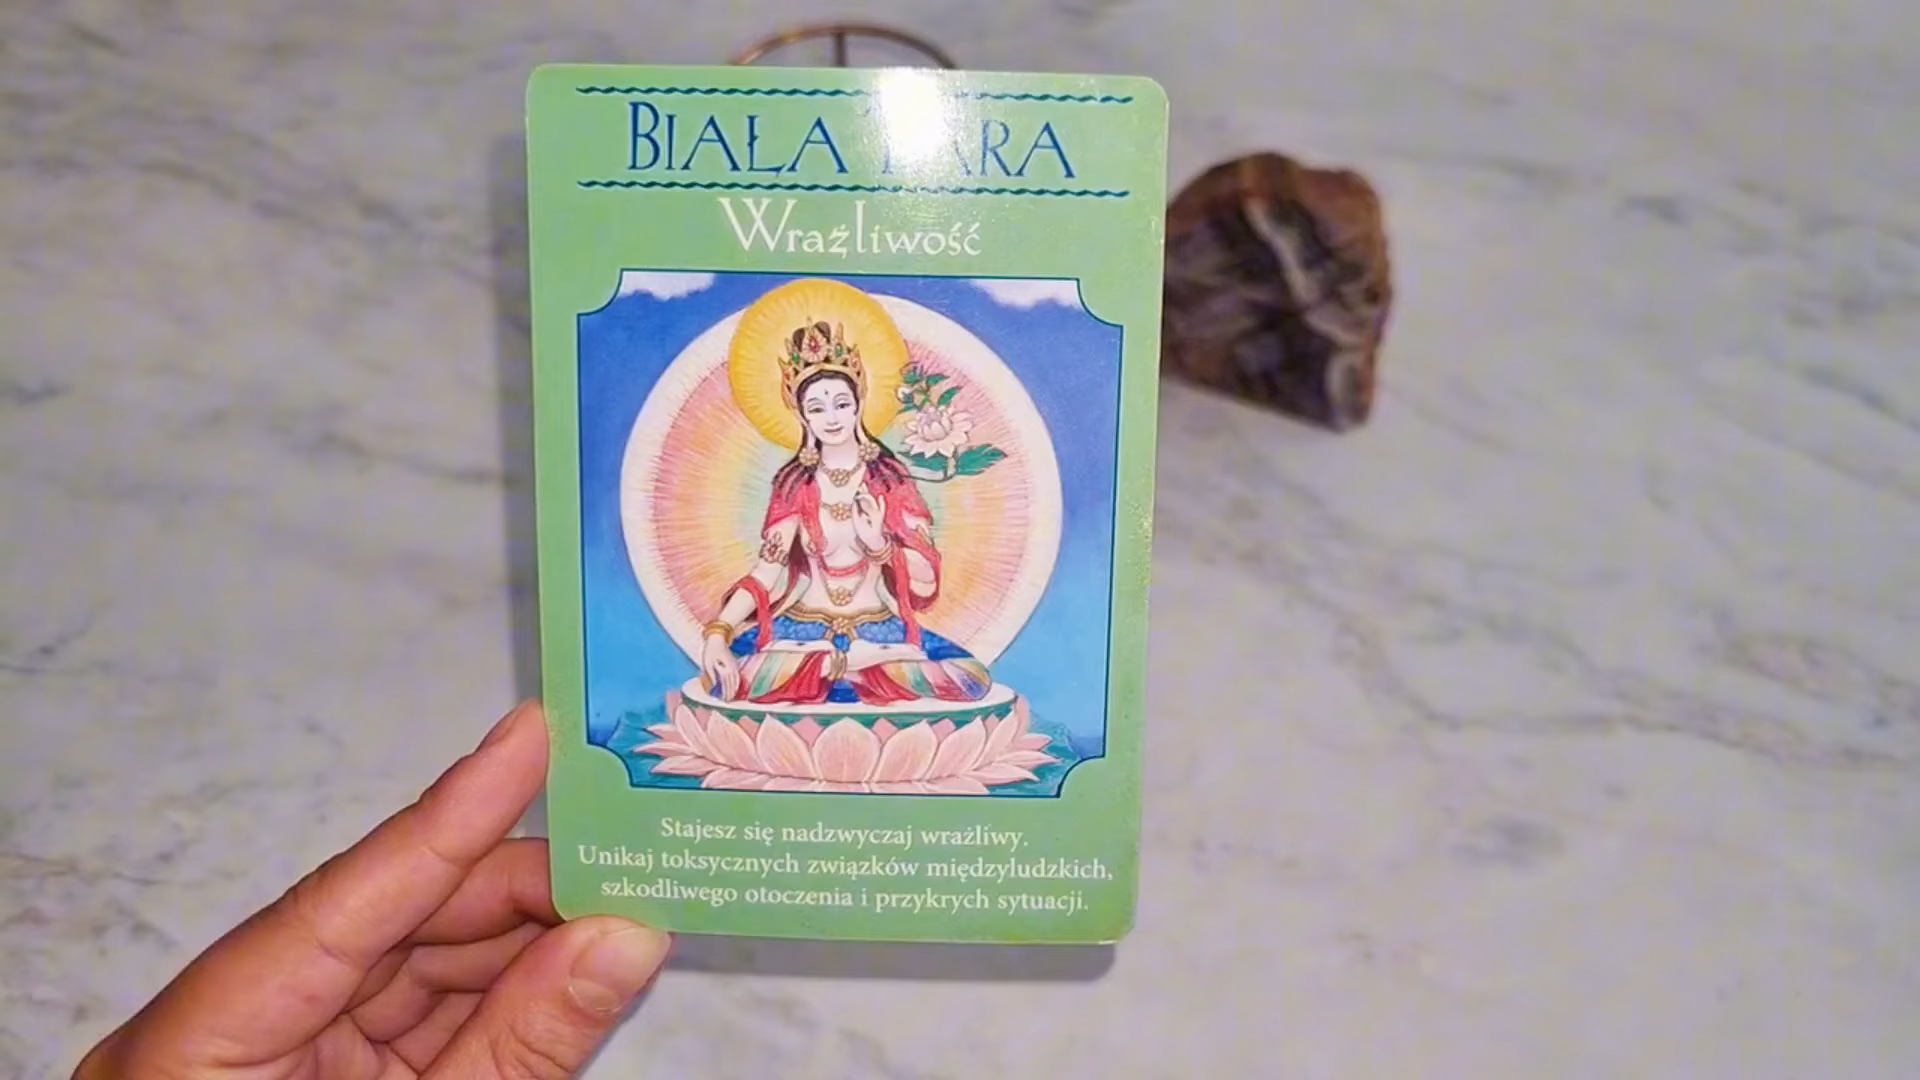 BIAŁA TARA
Wrażliwość
Stajesz się nadzwyczaj wrażliwy.
Unikaj toksycznych związków międzyludzkich,
szkodliwego otoczenia i przykrych sytuacji.